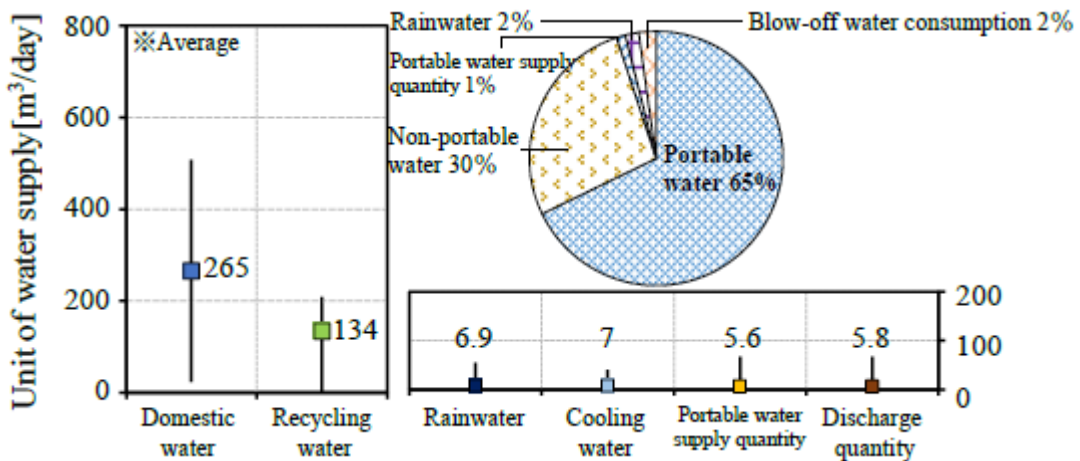 Unit of water supply[m³/day]
800
600
400
200
0
※Average
265
134
Domestic
water
Recycling
water
Rainwater 2%
Portable water supply
quantity 1%
Non-portable
water 30%
Blow-off water consumption 2%
Portable
water 65%
200
100
0
6.9
7
5.6
5.8
Rainwater
Cooling
water
Portable water
supply quantity
Discharge
quantity